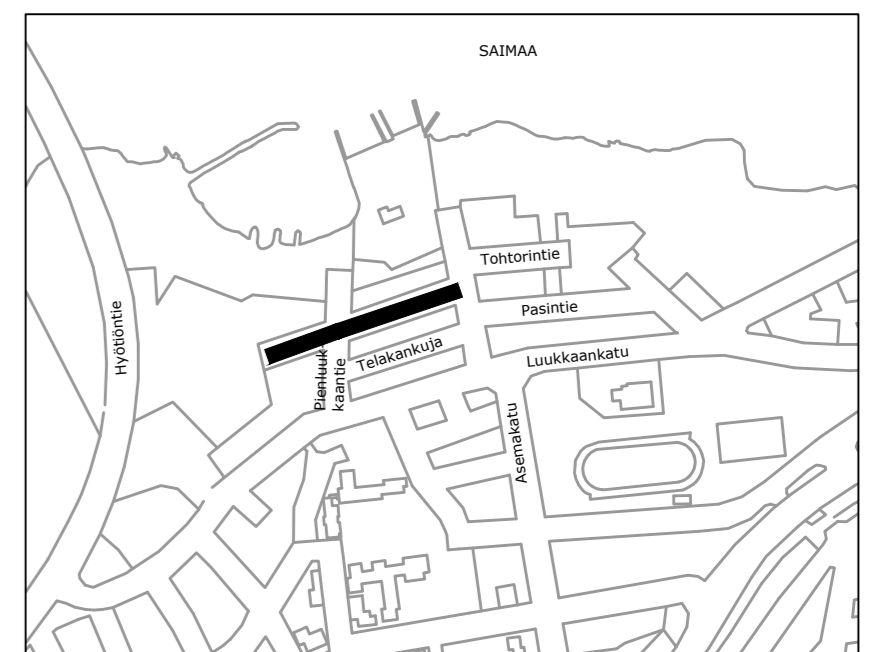 SAIMAA
Tohtorintie
Pasintie
Hyötiöntie
Telakankuja
Luukkaankatu
Pienluuk-
kaantie
Asemakatu